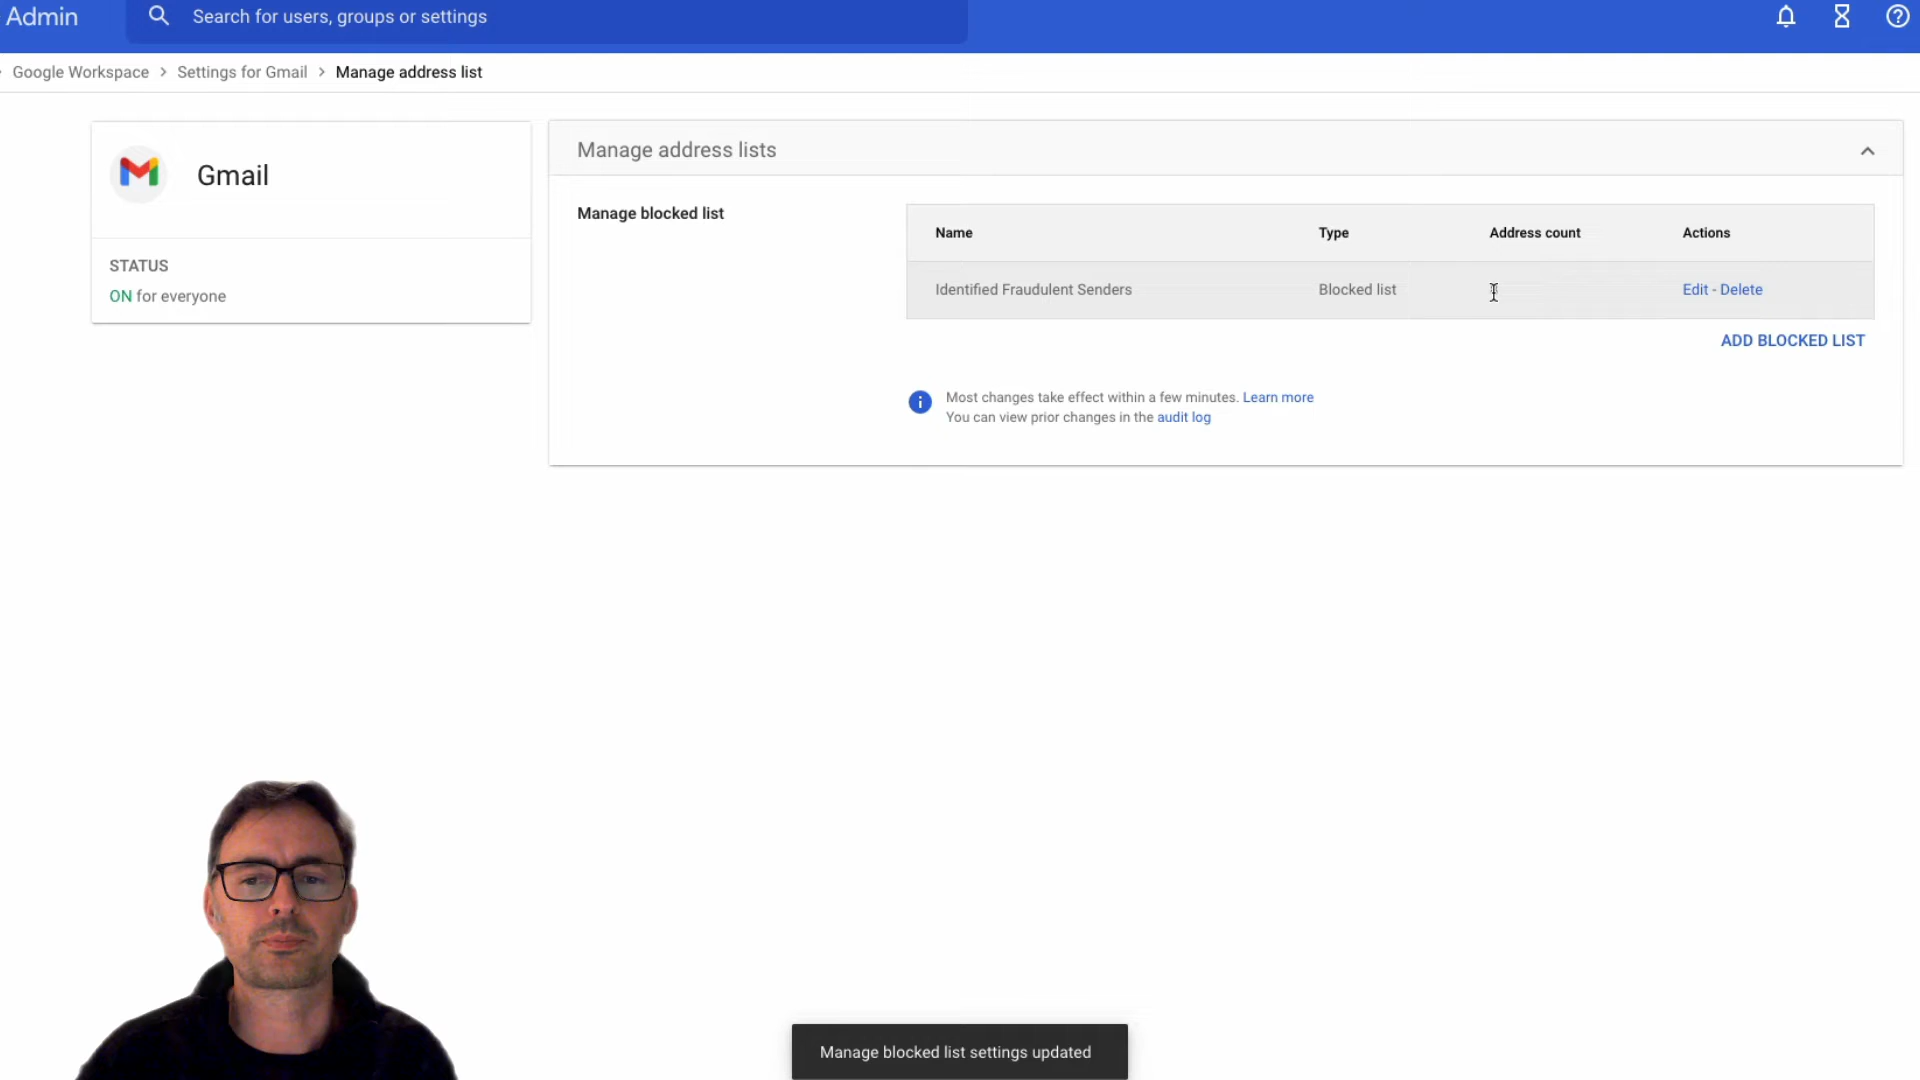 Admin
Search for users, groups or settings
Google Workspace > Settings for Gmail > Manage address list
Gmail
STATUS
ON for everyone
Manage address lists
Manage blocked list
Name Type Address count Actions
Identified Fraudulent Senders Blocked list Edit - Delete
ADD BLOCKED LIST
Most changes take effect within a few minutes. Learn more
You can view prior changes in the audit log
Manage blocked list settings updated